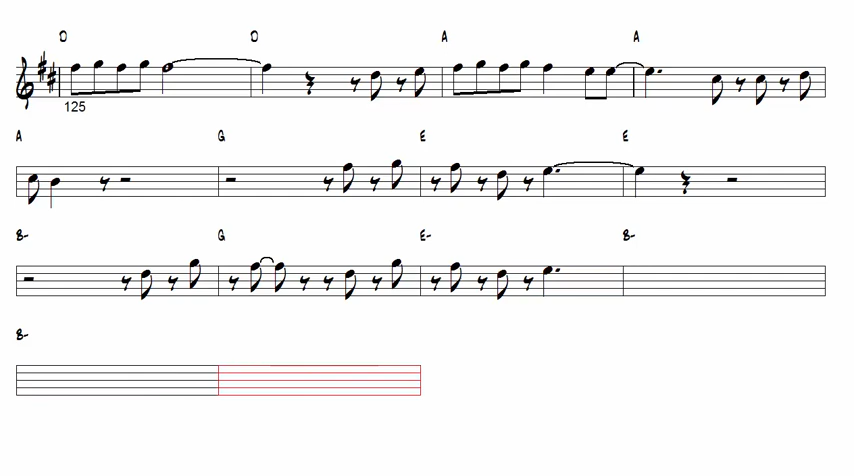 D D A A
125
A G E E
B- G E- B-
B-